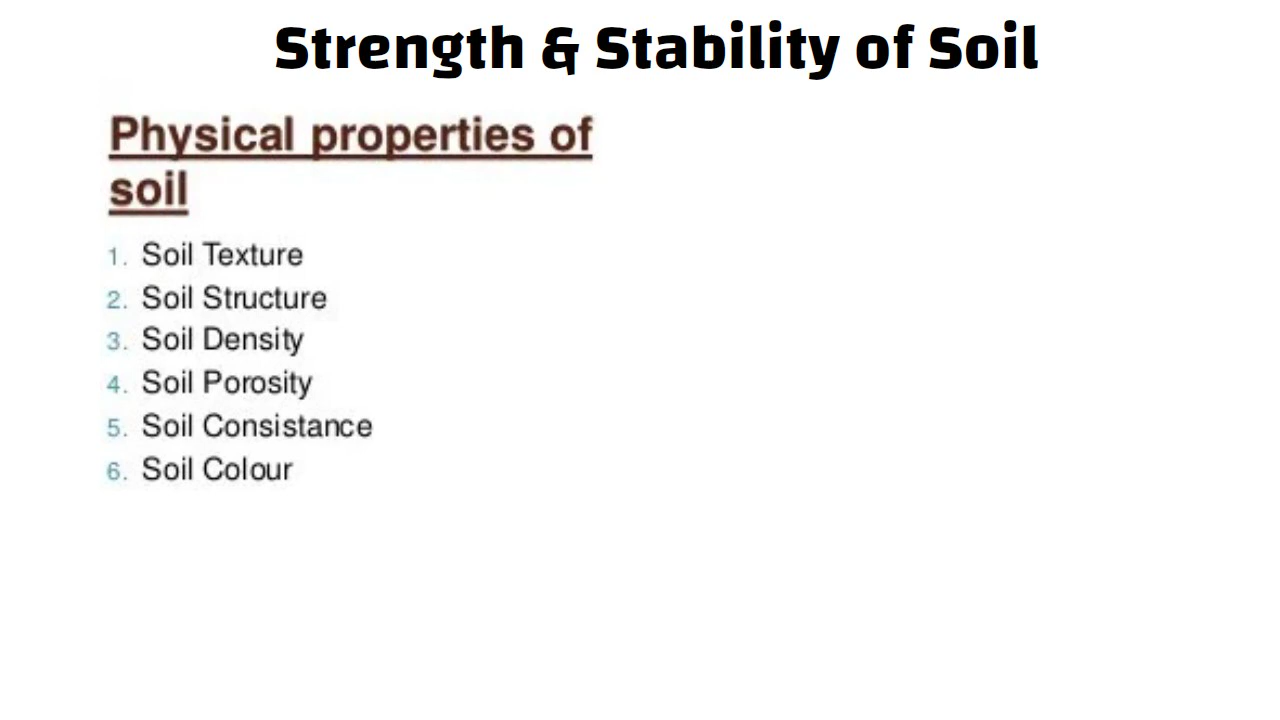 Strength & Stability of Soil
Physical properties of
soil
1. Soil Texture
2. Soil Structure
3. Soil Density
4. Soil Porosity
5. Soil Consistance
6. Soil Colour